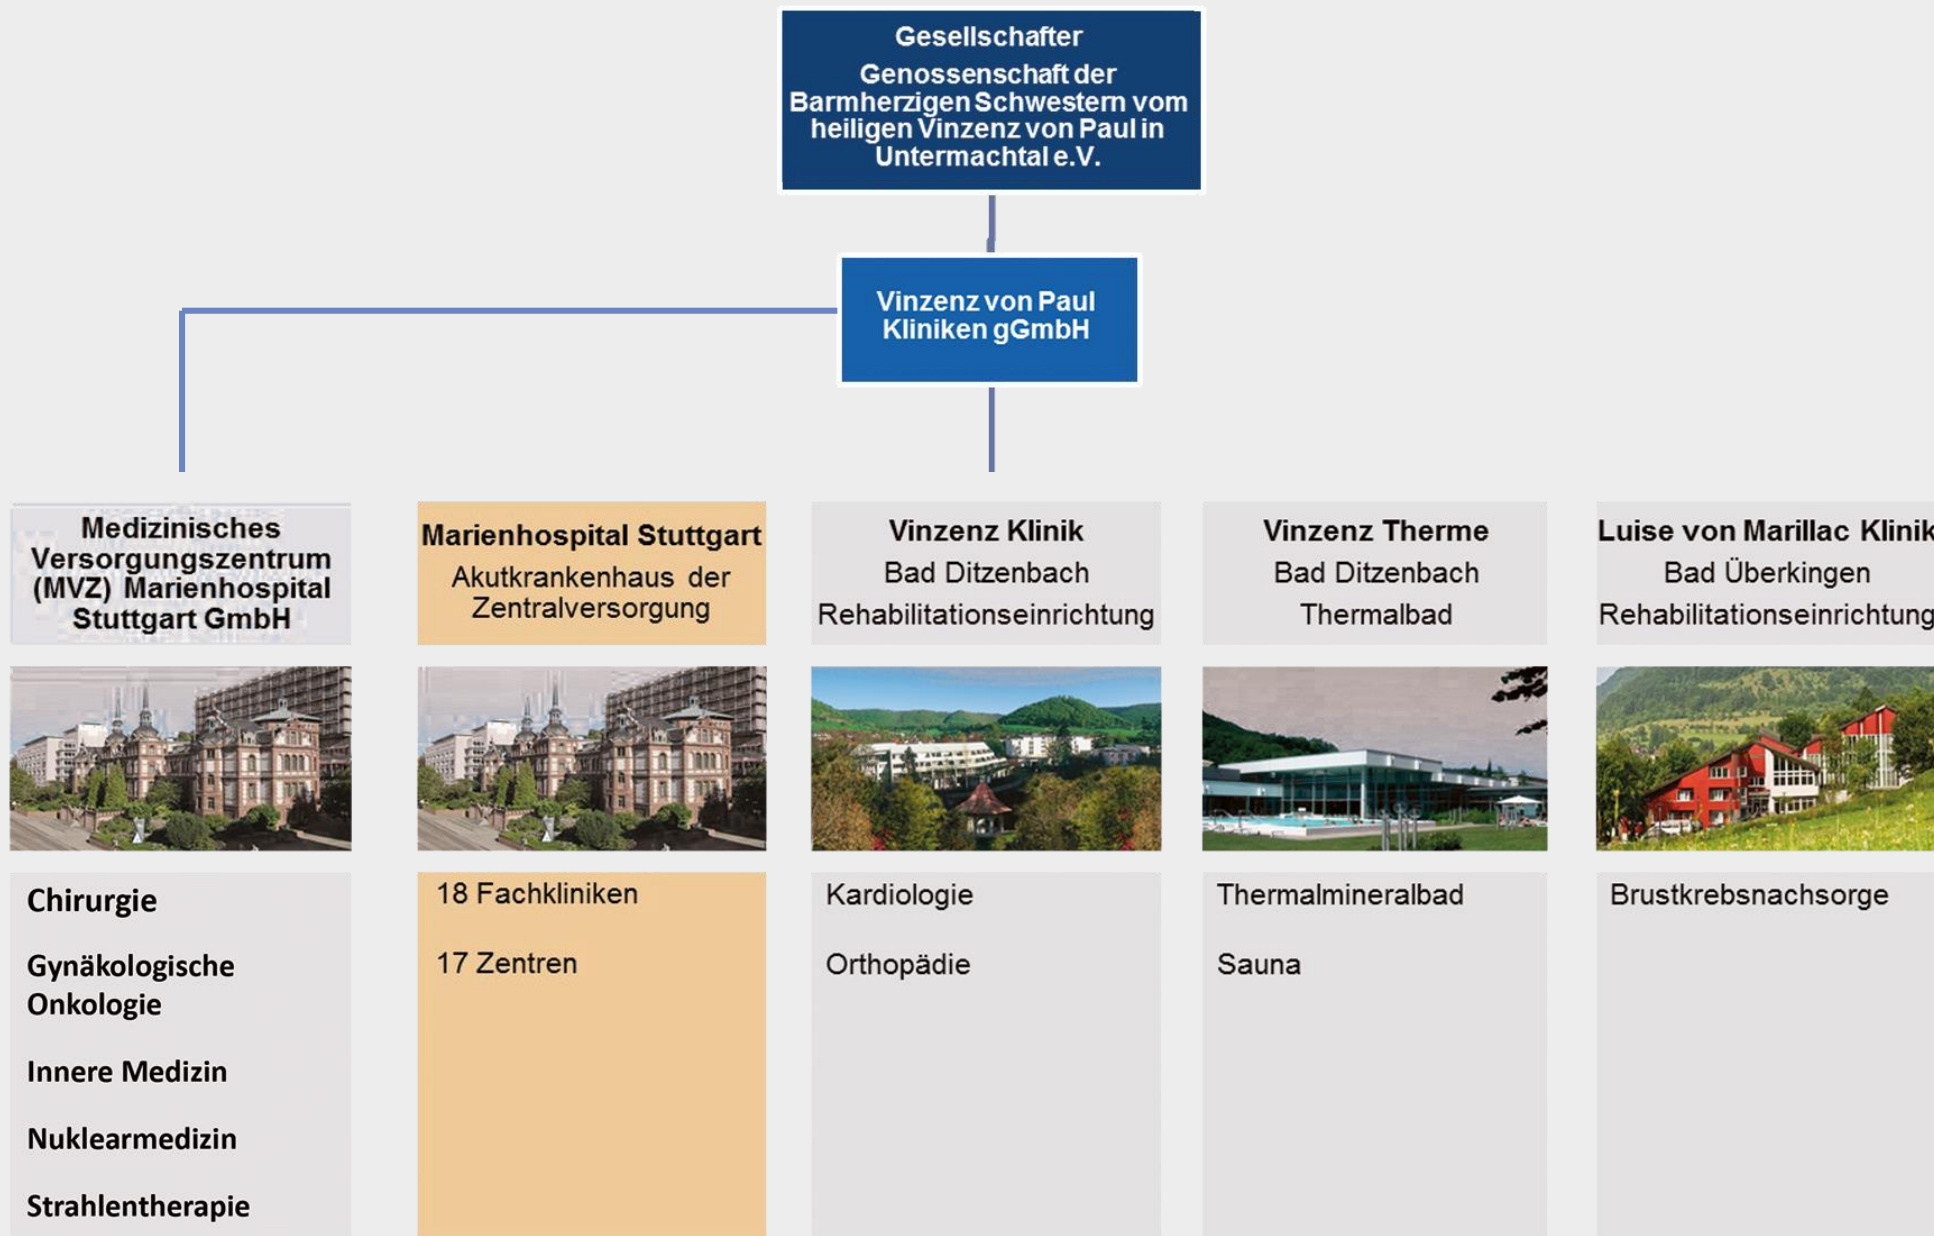 Gesellschafter
Genossenschaft der
Barmherzigen Schwestern vom
heiligen Vinzenz von Paul in
Untermachtal e.V.
Vinzenz von Paul
Kliniken gGmbH
Medizinisches
Versorgungszentrum
(MVZ) Marienhospital
Stuttgart GmbH
Marienhospital Stuttgart
Akutkrankenhaus der
Zentralversorgung
Vinzenz Klinik
Bad Ditzenbach
Rehabilitationseinrichtung
Vinzenz Therme
Bad Ditzenbach
Thermalbad
Luise von Marillac Klinik
Bad Überkingen
Rehabilitationseinrichtung
Chirurgie
Gynäkologische
Onkologie
Innere Medizin
Nuklearmedizin
Strahlentherapie
18 Fachkliniken
17 Zentren
Kardiologie
Orthopädie
Thermalmineralbad
Sauna
Brustkrebsnachsorge